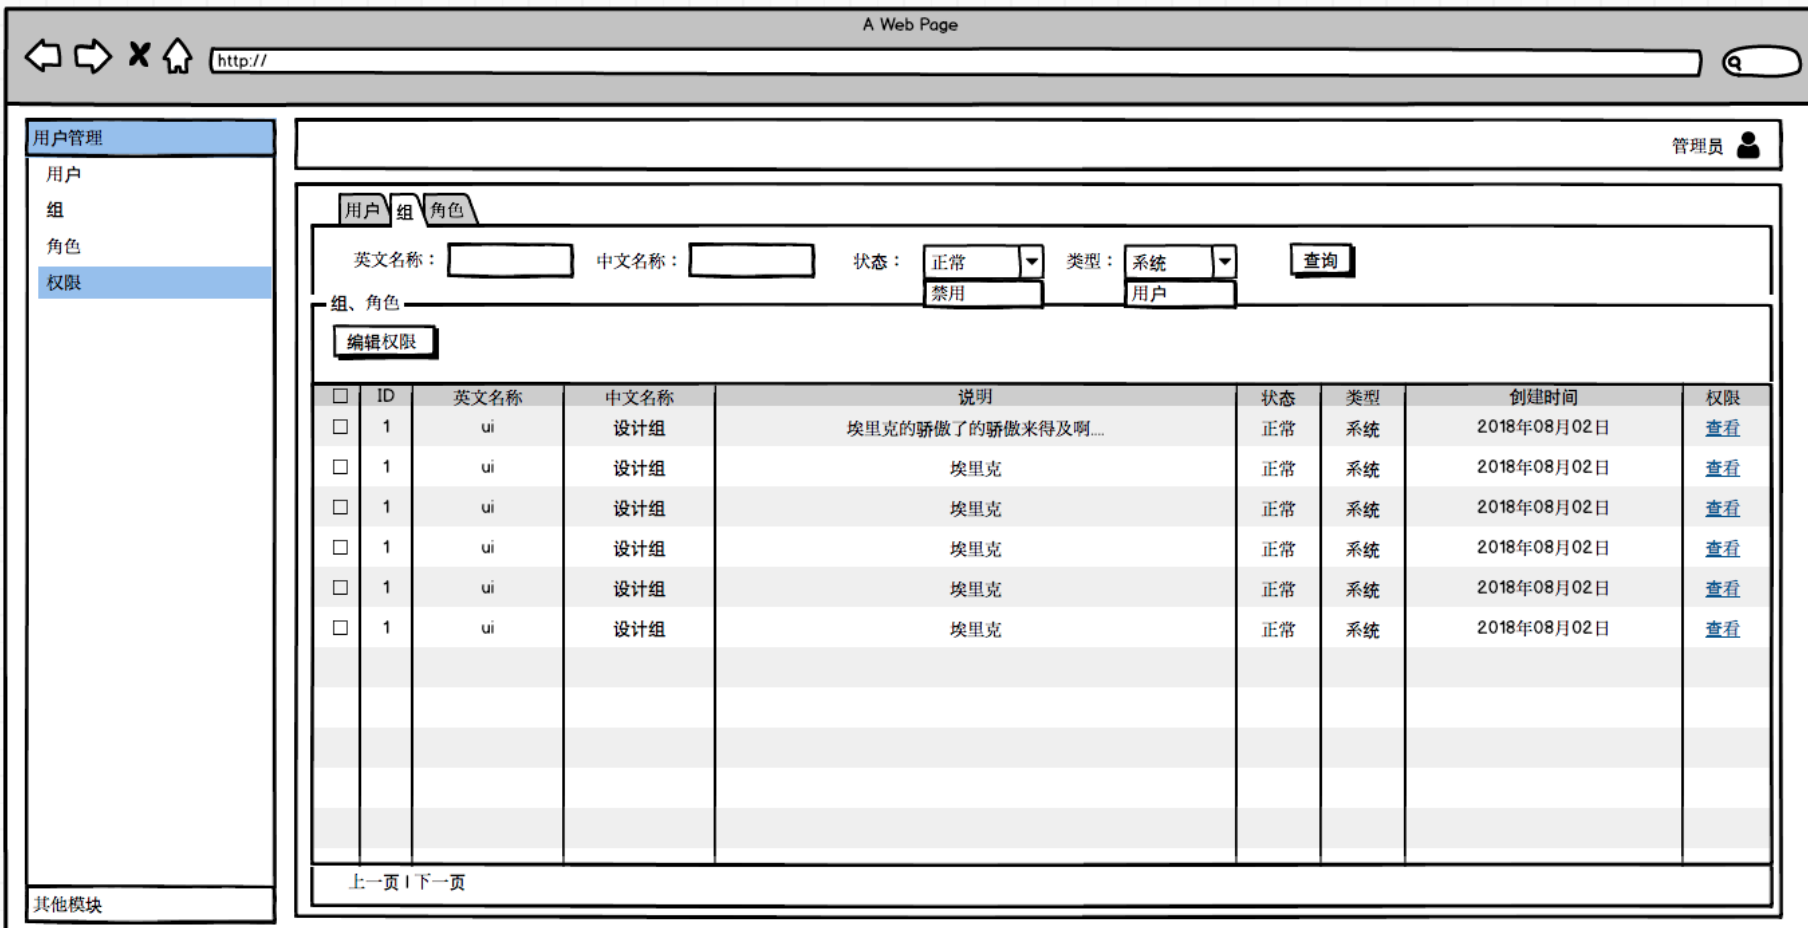 A Web Page
http://
用户管理
用户
组
角色
权限
其他模块
管理员
用户 组 角色
英文名称： 中文名称： 状态： 正常 类型： 系统 查询
禁用 用户
组、角色
编辑权限
ID 英文名称 中文名称 说明 状态 类型 创建时间 权限
1 ui 设计组 埃里克的骄傲了的骄傲来得及啊.... 正常 系统 2018年08月02日 查看
1 ui 设计组 埃里克 正常 系统 2018年08月02日 查看
1 ui 设计组 埃里克 正常 系统 2018年08月02日 查看
1 ui 设计组 埃里克 正常 系统 2018年08月02日 查看
1 ui 设计组 埃里克 正常 系统 2018年08月02日 查看
1 ui 设计组 埃里克 正常 系统 2018年08月02日 查看
上一页 | 下一页